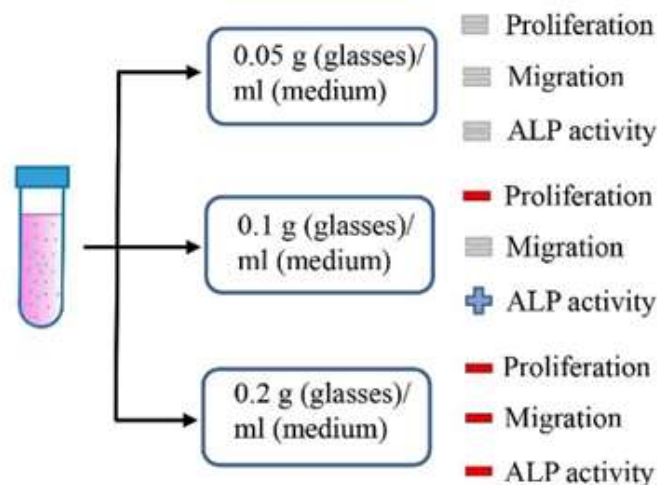 0.05 g (glasses)/
ml (medium)
Proliferation
Migration
ALP activity
0.1 g (glasses)/
ml (medium)
Proliferation
Migration
ALP activity
0.2 g (glasses)/
ml (medium)
Proliferation
Migration
ALP activity